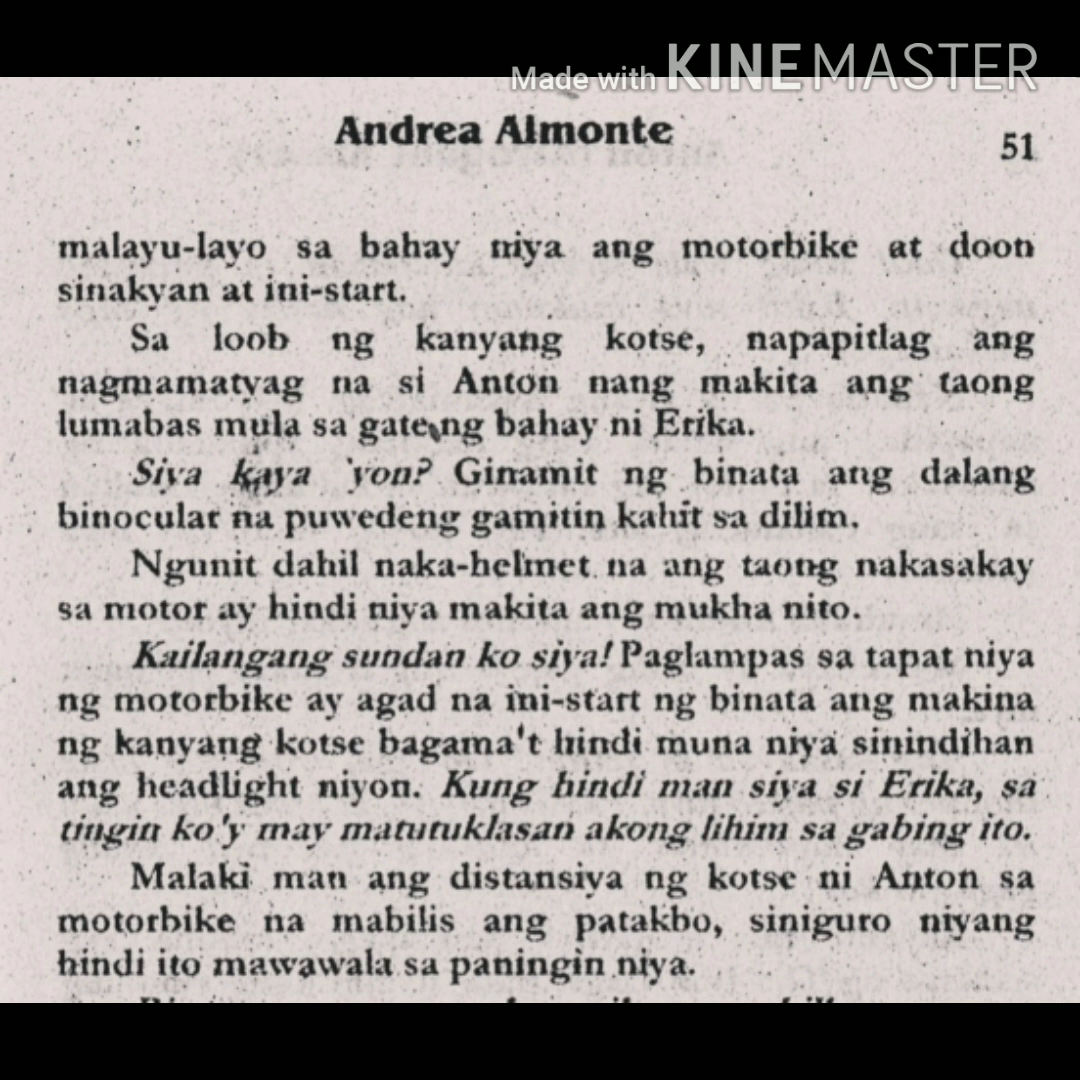 Made with KINEMASTER
Andrea Almonte
51
malayu-layo sa bahay niya ang motorbike at doon
sinakyan at ini-start.
Sa loob ng kanyang kotse, napapitlag ang
nagmamatyag na si Anton nang makita ang taong
lumabas mula sa gate ng bahay ni Erika.
Siya kaya 'yon? Ginamit ng binata ang dalang
binocular na puwedeng gamitin kahit sa dilim.
Ngunit dahil naka-helmet na ang taong nakasakay
sa motor ay hindi niya makita ang mukha nito.
Kailangang sundan ko siya! Paglampas sa tapat niya
ng motorbike ay agad na ini-start ng binata ang makina
ng kanyang kotse bagama't hindi muna niya sinindihan
ang headlight niyon. Kung hindi man siya si Erika, sa
tingin ko'y may matutuklasan akong lihim sa gabing ito.
Malaki man ang distansiya ng kotse ni Anton sa
motorbike na mabilis ang patakbo, siniguro niyang
hindi ito mawawala sa paningin niya.